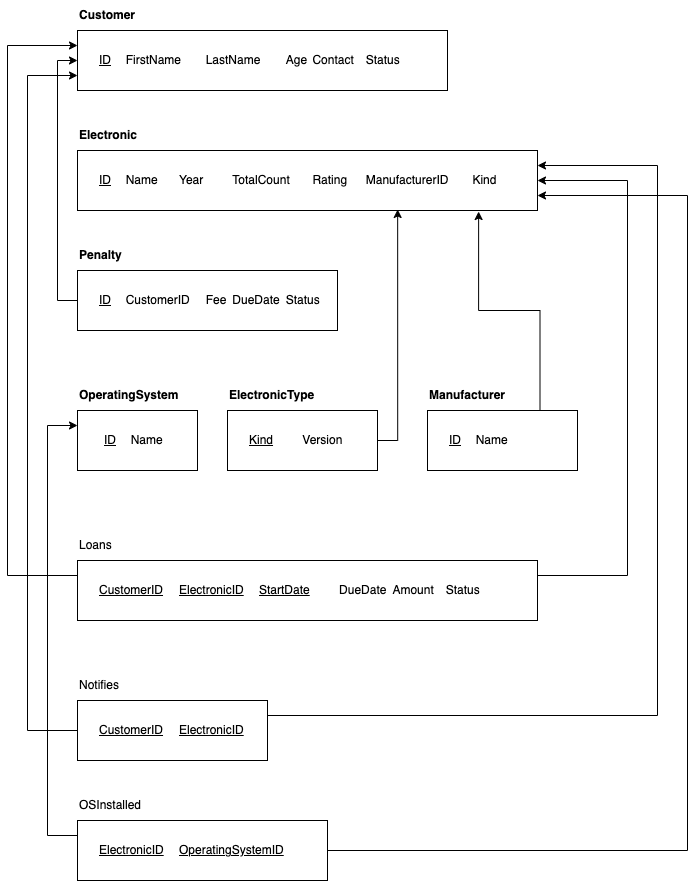 Customer
ID FirstName LastName Age Contact Status
Electronic
ID Name Year TotalCount Rating ManufacturerID Kind
Penalty
ID CustomerID Fee DueDate Status
OperatingSystem ElectronicType Manufacturer
ID Name Kind Version ID Name
Loans
CustomerID ElectronicID StartDate DueDate Amount Status
Notifies
CustomerID ElectronicID
OSInstalled
ElectronicID OperatingSystemID